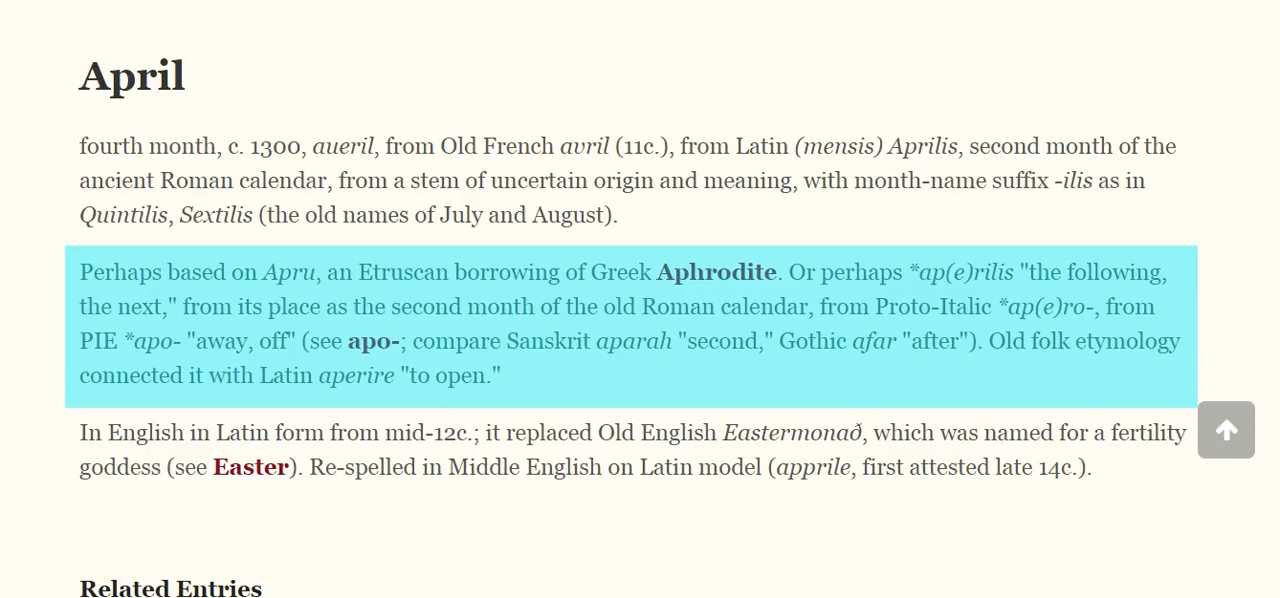 April
fourth month, c. 1300, aueril, from Old French avril (11c.), from Latin (mensis) Aprilis, second month of the
ancient Roman calendar, from a stem of uncertain origin and meaning, with month-name suffix -ilis as in
Quintilis, Sextilis (the old names of July and August).
Perhaps based on Apru, an Etruscan borrowing of Greek Aphrodite. Or perhaps *ap(e)rilis "the following,
the next," from its place as the second month of the old Roman calendar, from Proto-Italic *ap(e)ro-, from
PIE *apo- "away, off" (see apo-; compare Sanskrit aparah "second," Gothic afar "after"). Old folk etymology
connected it with Latin aperire "to open."
In English in Latin form from mid-12c.; it replaced Old English Eastermonað, which was named for a fertility
goddess (see Easter). Re-spelled in Middle English on Latin model (apprile, first attested late 14c.).
Related Entries